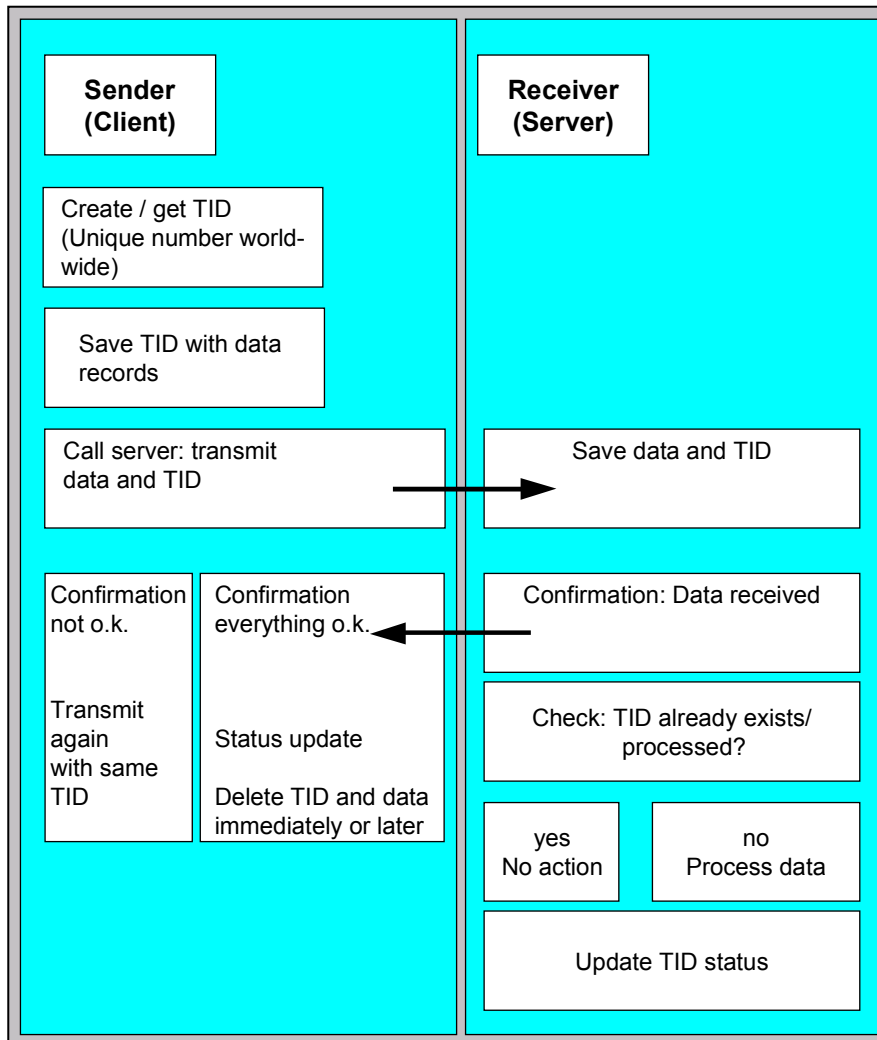 Sender
(Client)
Receiver
(Server)
Create / get TID
(Unique number world-
wide)
Save TID with data
records
Call server: transmit
data and TID
Save data and TID
Confirmation
not o.k.
Transmit
again
with same
TID
Confirmation
everything o.k.
Status update
Delete TID and data
immediately or later
Confirmation: Data received
Check: TID already exists/
processed?
yes
No action
no
Process data
Update TID status